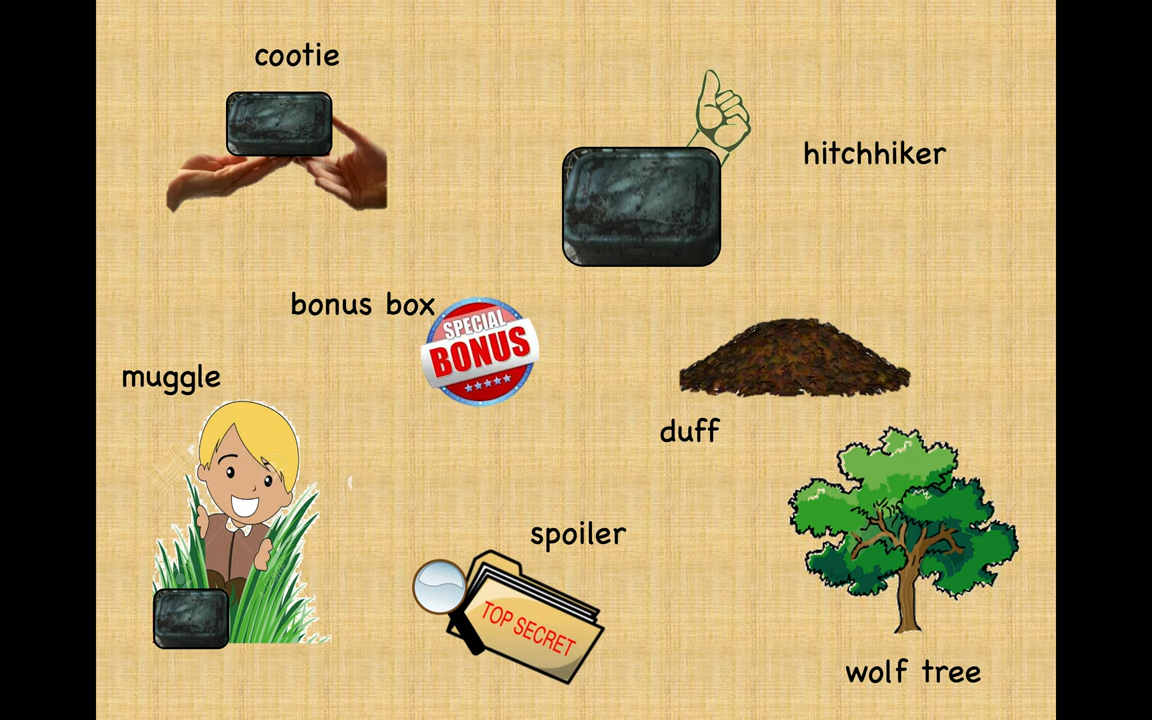 cootie
hitchhiker
bonus box
SPECIAL
BONUS
muggle
duff
spoiler
TOP SECRET
wolf tree